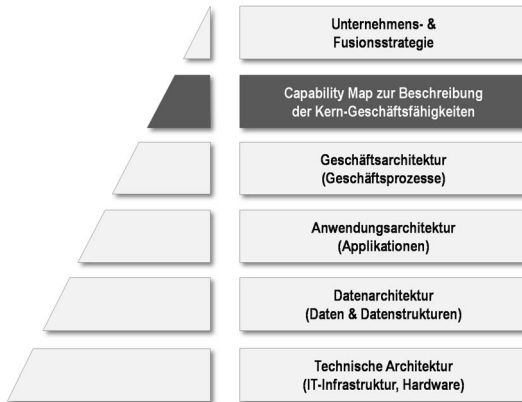 Unternehmens- &
Fusionsstrategie
Capability Map zur Beschreibung
der Kern-Geschäftsfähigkeiten
Geschäftsarchitektur
(Geschäftsprozesse)
Anwendungsarchitektur
(Applikationen)
Datenarchitektur
(Daten & Datenstrukturen)
Technische Architektur
(IT-Infrastruktur, Hardware)